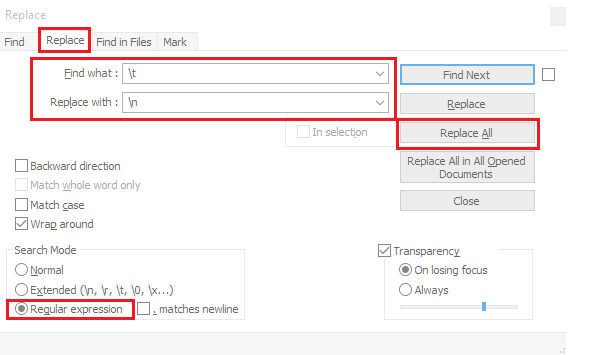 Replace
Find Replace Find in Files Mark
Find what : \t Find Next
Replace with : \n Replace
In selection Replace All
Replace All in All Opened
Documents
Close
Backward direction
Match whole word only
Match case
Wrap around
Search Mode
Normal
Extended (\n, \r, \t, \0, \x...)
Regular expression . matches newline
Transparency
On losing focus
Always